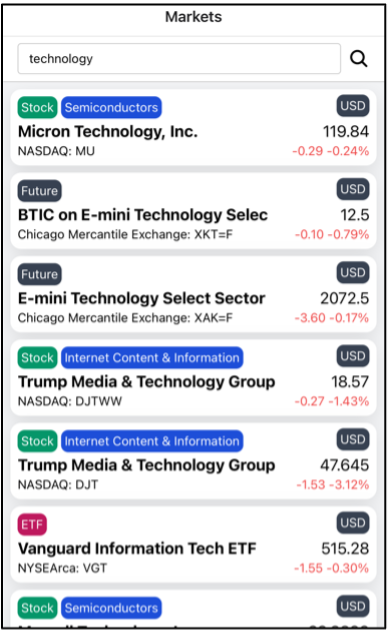 Markets
technology
Stock Semiconductors USD
Micron Technology, Inc. 119.84
NASDAQ: MU -0.29 -0.24%
Future USD
BTIC on E-mini Technology Selec 12.5
Chicago Mercantile Exchange: XKT=F -0.10 -0.79%
Future USD
E-mini Technology Select Sector 2072.5
Chicago Mercantile Exchange: XAK=F -3.60 -0.17%
Stock Internet Content & Information USD
Trump Media & Technology Group 18.57
NASDAQ: DJTWW -0.27 -1.43%
Stock Internet Content & Information USD
Trump Media & Technology Group 47.645
NASDAQ: DJT -1.53 -3.12%
ETF USD
Vanguard Information Tech ETF 515.28
NYSEArca: VGT -1.55 -0.30%
Stock Semiconductors USD